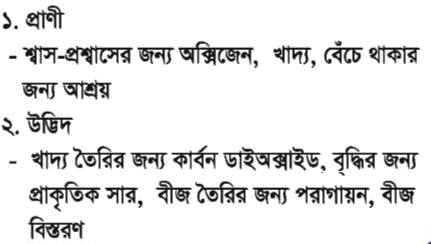 ১. প্রাণী
- শ্বাস-প্রশ্বাসের জন্য অক্সিজেন, খাদ্য, বেঁচে থাকার
জন্য আশ্রয়
২. উদ্ভিদ
- খাদ্য তৈরির জন্য কার্বন ডাইঅক্সাইড, বৃদ্ধির জন্য
প্রাকৃতিক সার, বীজ তৈরির জন্য পরাগায়ন, বীজ
বিস্তরণ